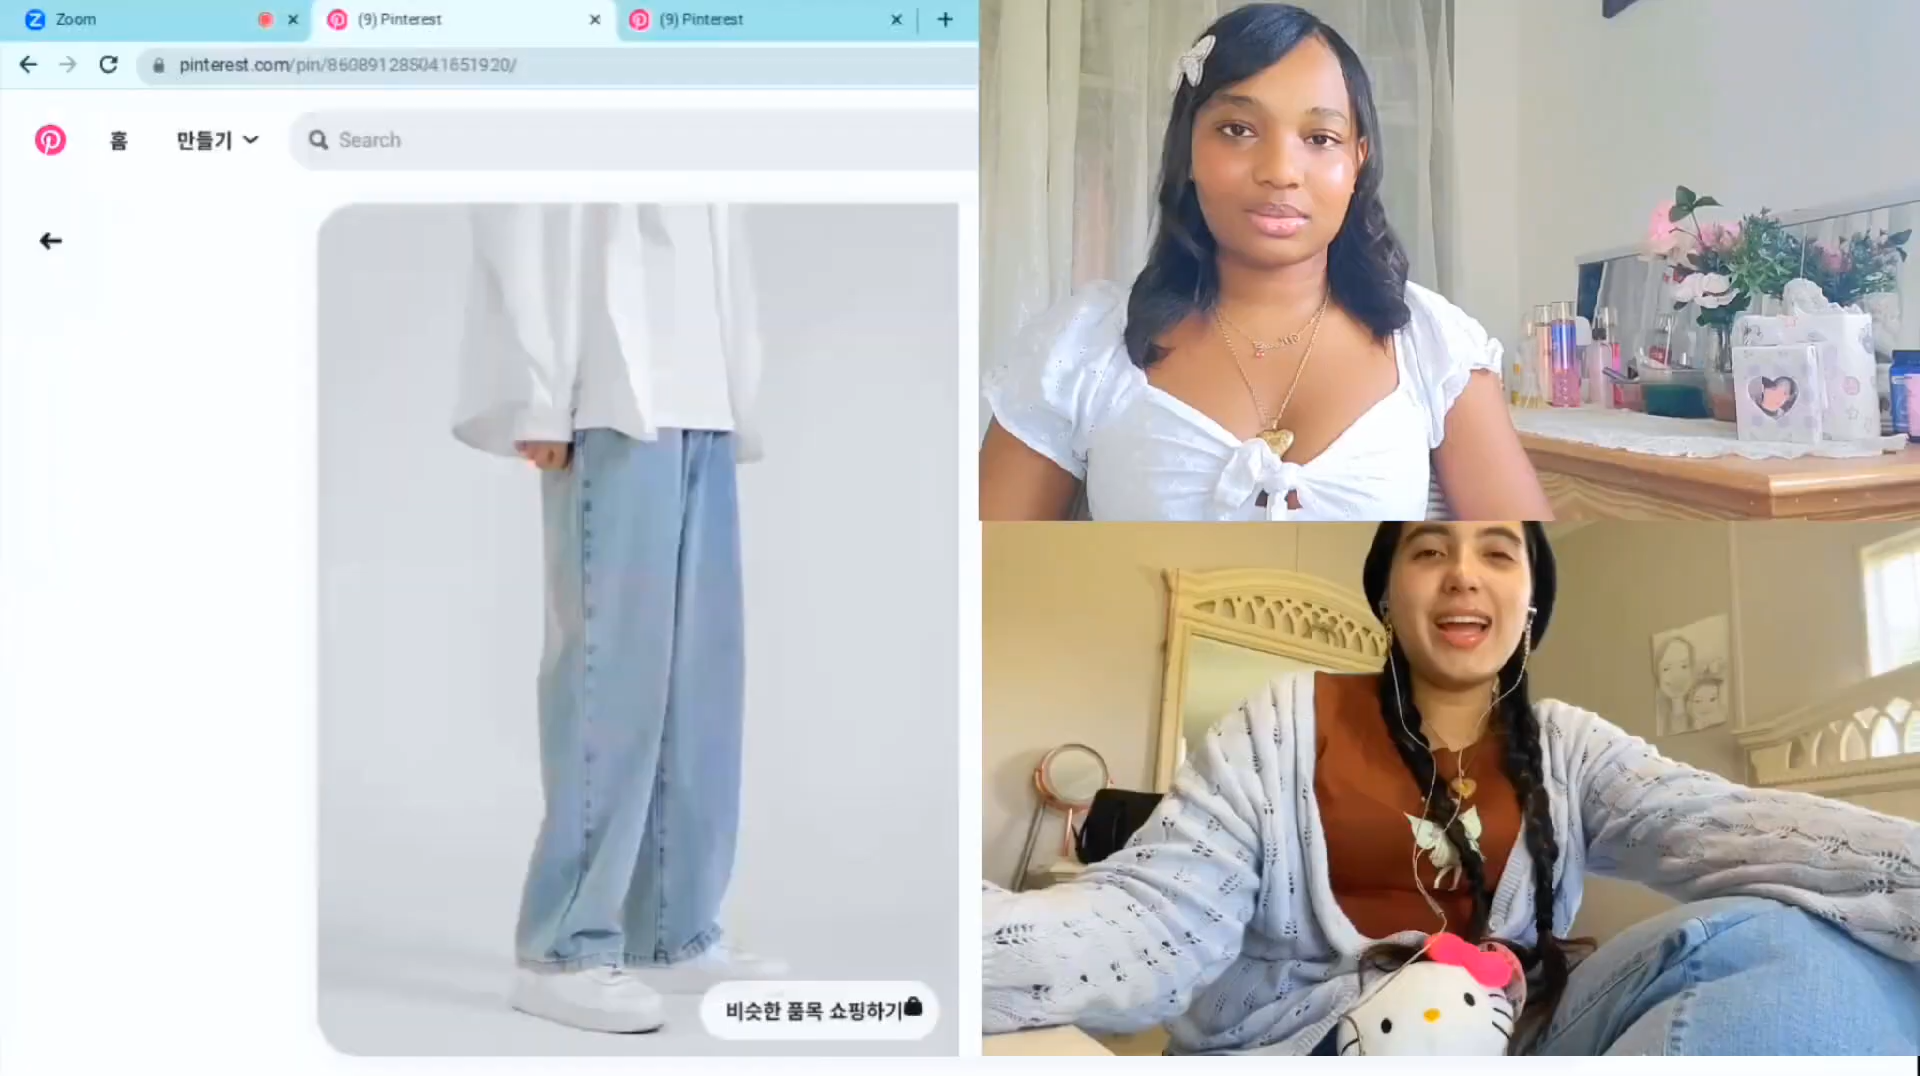 Zoom
(9) Pinterest
(9) Pinterest
pinterest.com/pin/860891285041651920/
홈
만들기
Search
비슷한 품목 쇼핑하기